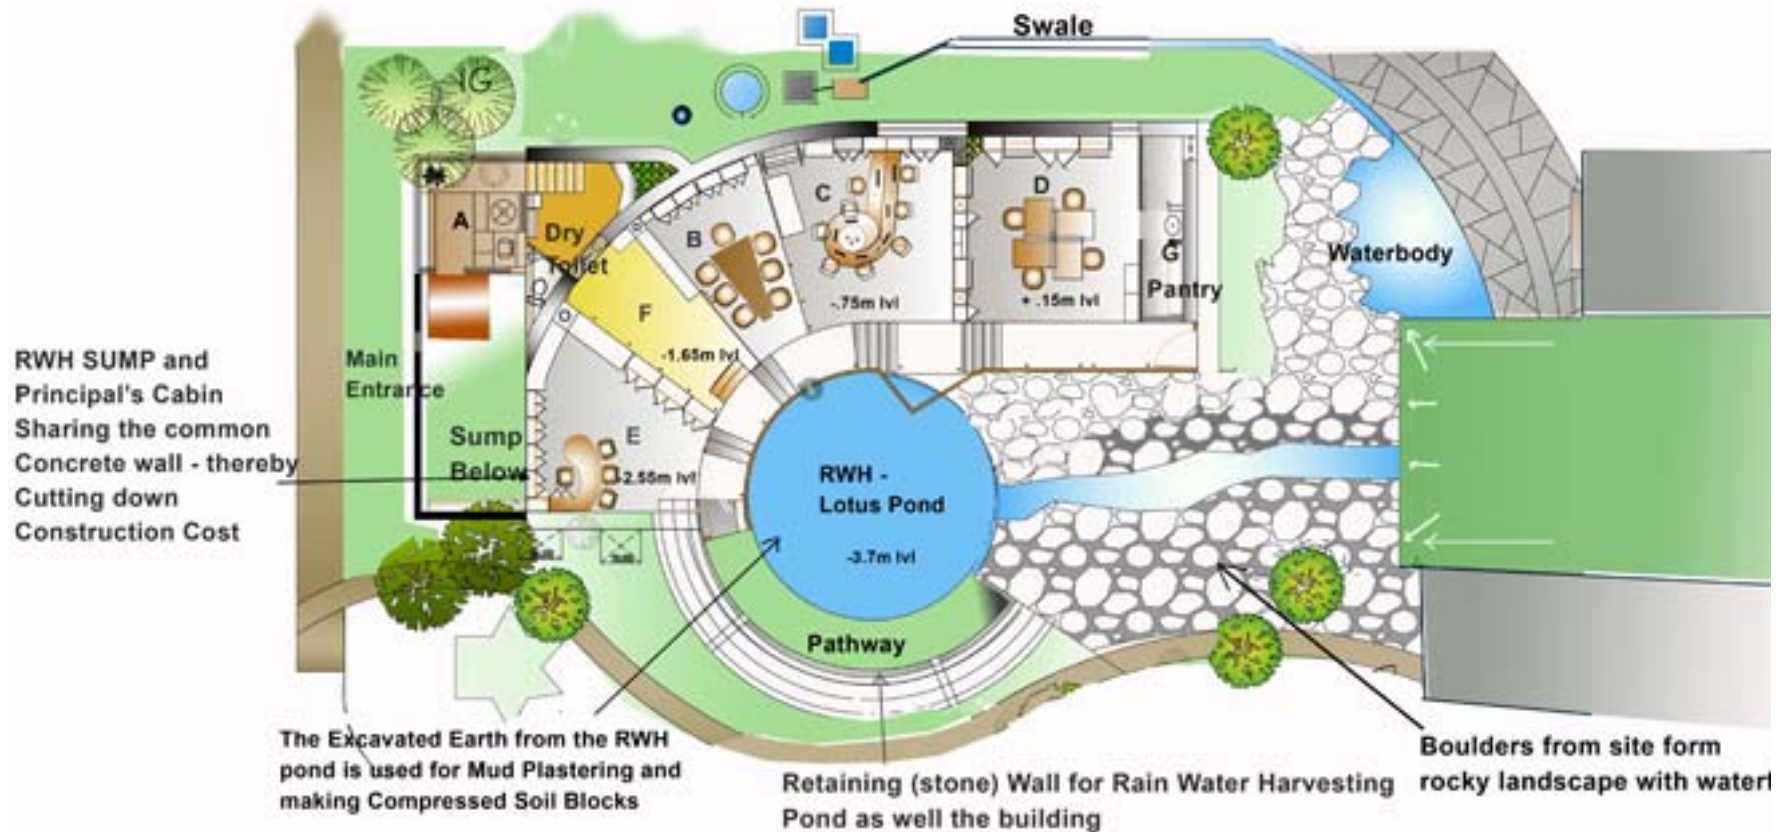 Swale
IG
A
Dry
Toilet
B
C
D
G
Pantry
Waterbody
F
-.75m lvl
+ .15m lvl
-1.65m lvl
Main
Entrance
RWH SUMP and
Principal's Cabin
Sharing the common
Concrete wall - thereby
Cutting down
Construction Cost
Sump
Below
E
-2.55m lvl
RWH -
Lotus Pond
-3.7m lvl
Pathway
The Excavated Earth from the RWH
pond is used for Mud Plastering and
making Compressed Soil Blocks
Retaining (stone) Wall for Rain Water Harvesting
Pond as well the building
Boulders from site form
rocky landscape with waterf